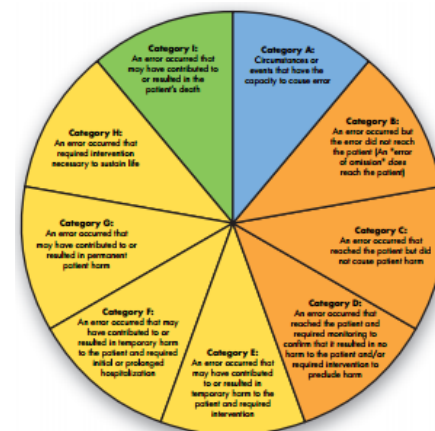 Category I:
An error occurred that
may have contributed to
or resulted in the
patient's death
Category A:
Circumstances or
events that have the
capacity to cause error
Category B:
An error occurred but
the error did not reach
the patient (An "error
of omission" does
reach the patient)
Category C:
An error occurred that
reached the patient but did
not cause patient harm
Category D:
An error occurred that
reached the patient and
required monitoring to
confirm that it resulted in no
harm to the patient and/or
required intervention to
preclude harm
Category E:
An error occurred that
may have contributed
to or resulted in
temporary harm to the
patient and required
intervention
Category F:
An error occurred that may
have contributed to or
resulted in temporary harm
to the patient and required
initial or prolonged
hospitalization
Category G:
An error occurred that
may have contributed to or
resulted in permanent
patient harm
Category H:
An error occurred that
required intervention
necessary to sustain life